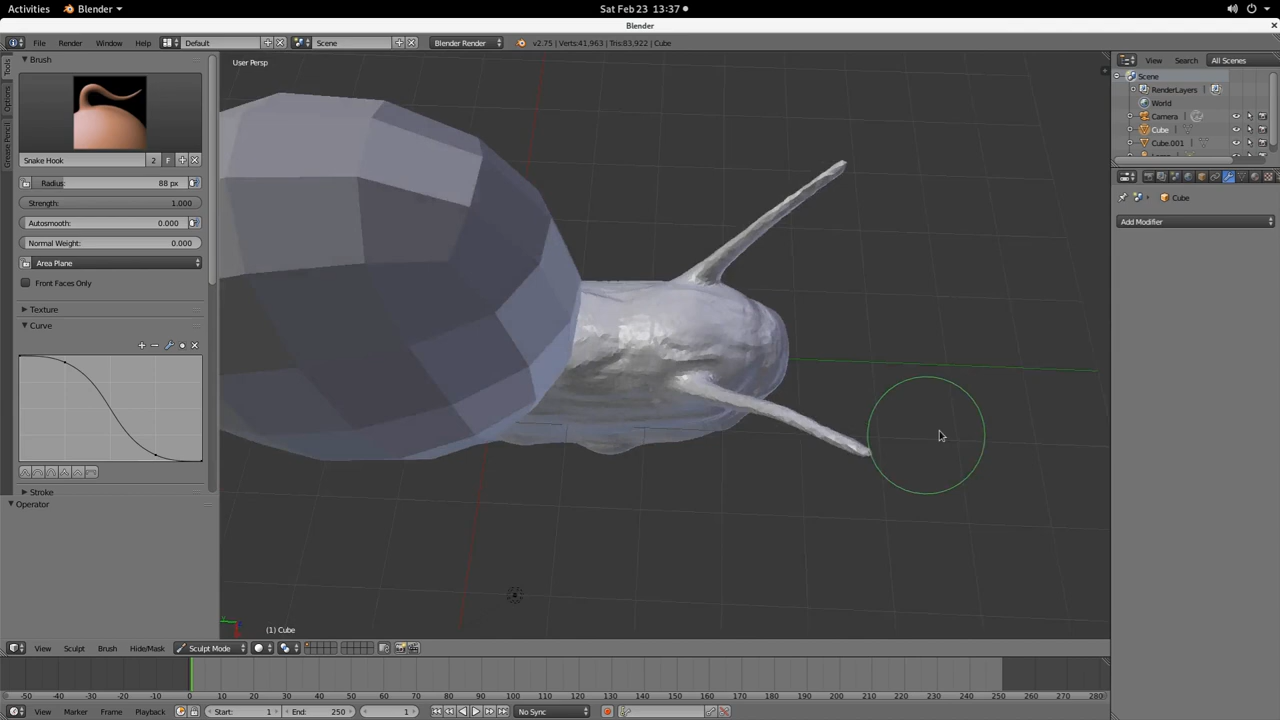 Activities Blender Sat Feb 23 13:37
Blender
File Render Window Help Default Scene Blender Render v2.75 | Verts:41,963 | Tris:83,922 | Cube
View Search All Scenes
Brush
User Persp
Scene
RenderLayers
World
Camera
Cube
Cube.001
Tools
Options
Grease Pencil
Snake Hook 2 F
Radius: 88 px
Strength: 1.000
Autosmooth: 0.000
Normal Weight: 0.000
Area Plane
Front Faces Only
Texture
Curve
Stroke
Operator
Cube
Add Modifier
(1) Cube
View Sculpt Brush Hide/Mask Sculpt Mode
-50 -40 -30 -20 -10 0 10 20 30 40 50 60 70 80 90 100 110 120 130 140 150 160 170 180 190 200 210 220 230 240 250 260 270 280
View Marker Frame Playback Start: 1 End: 250 1 No Sync